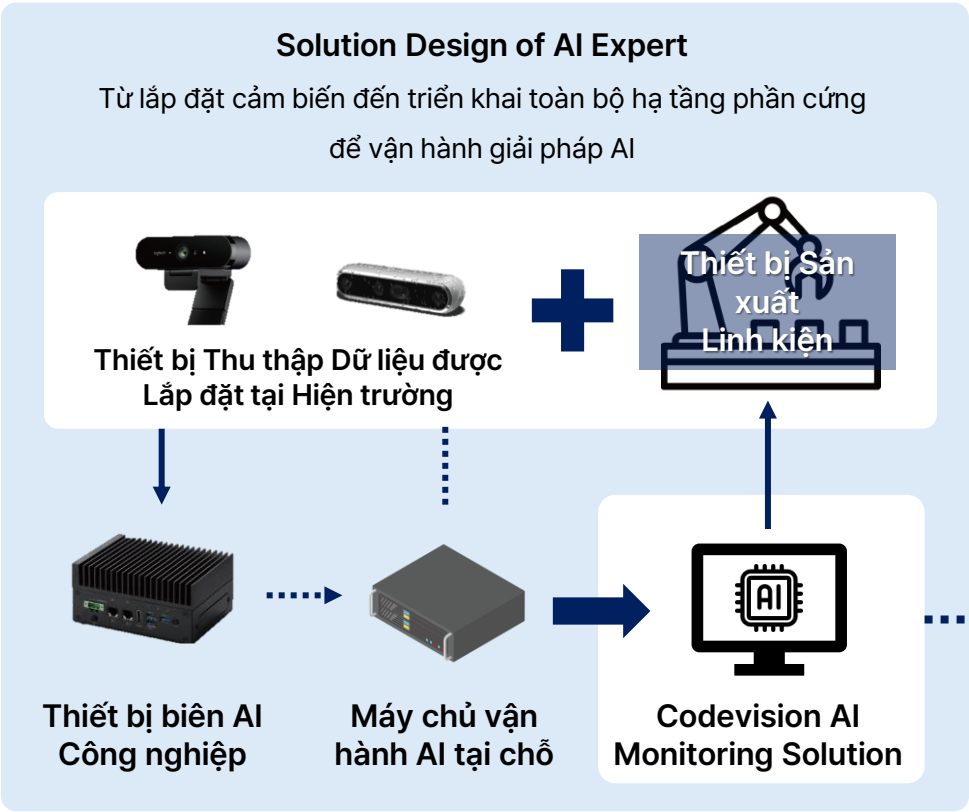 Solution Design of AI Expert
Từ lắp đặt cảm biến đến triển khai toàn bộ hạ tầng phần cứng
để vận hành giải pháp AI
Thiết bị Thu thập Dữ liệu được
Lắp đặt tại Hiện trường
Thiết bị Sản
xuất
Linh kiện
AI
Thiết bị biên AI
Công nghiệp
Máy chủ vận
hành AI tại chỗ
Codevision AI
Monitoring Solution